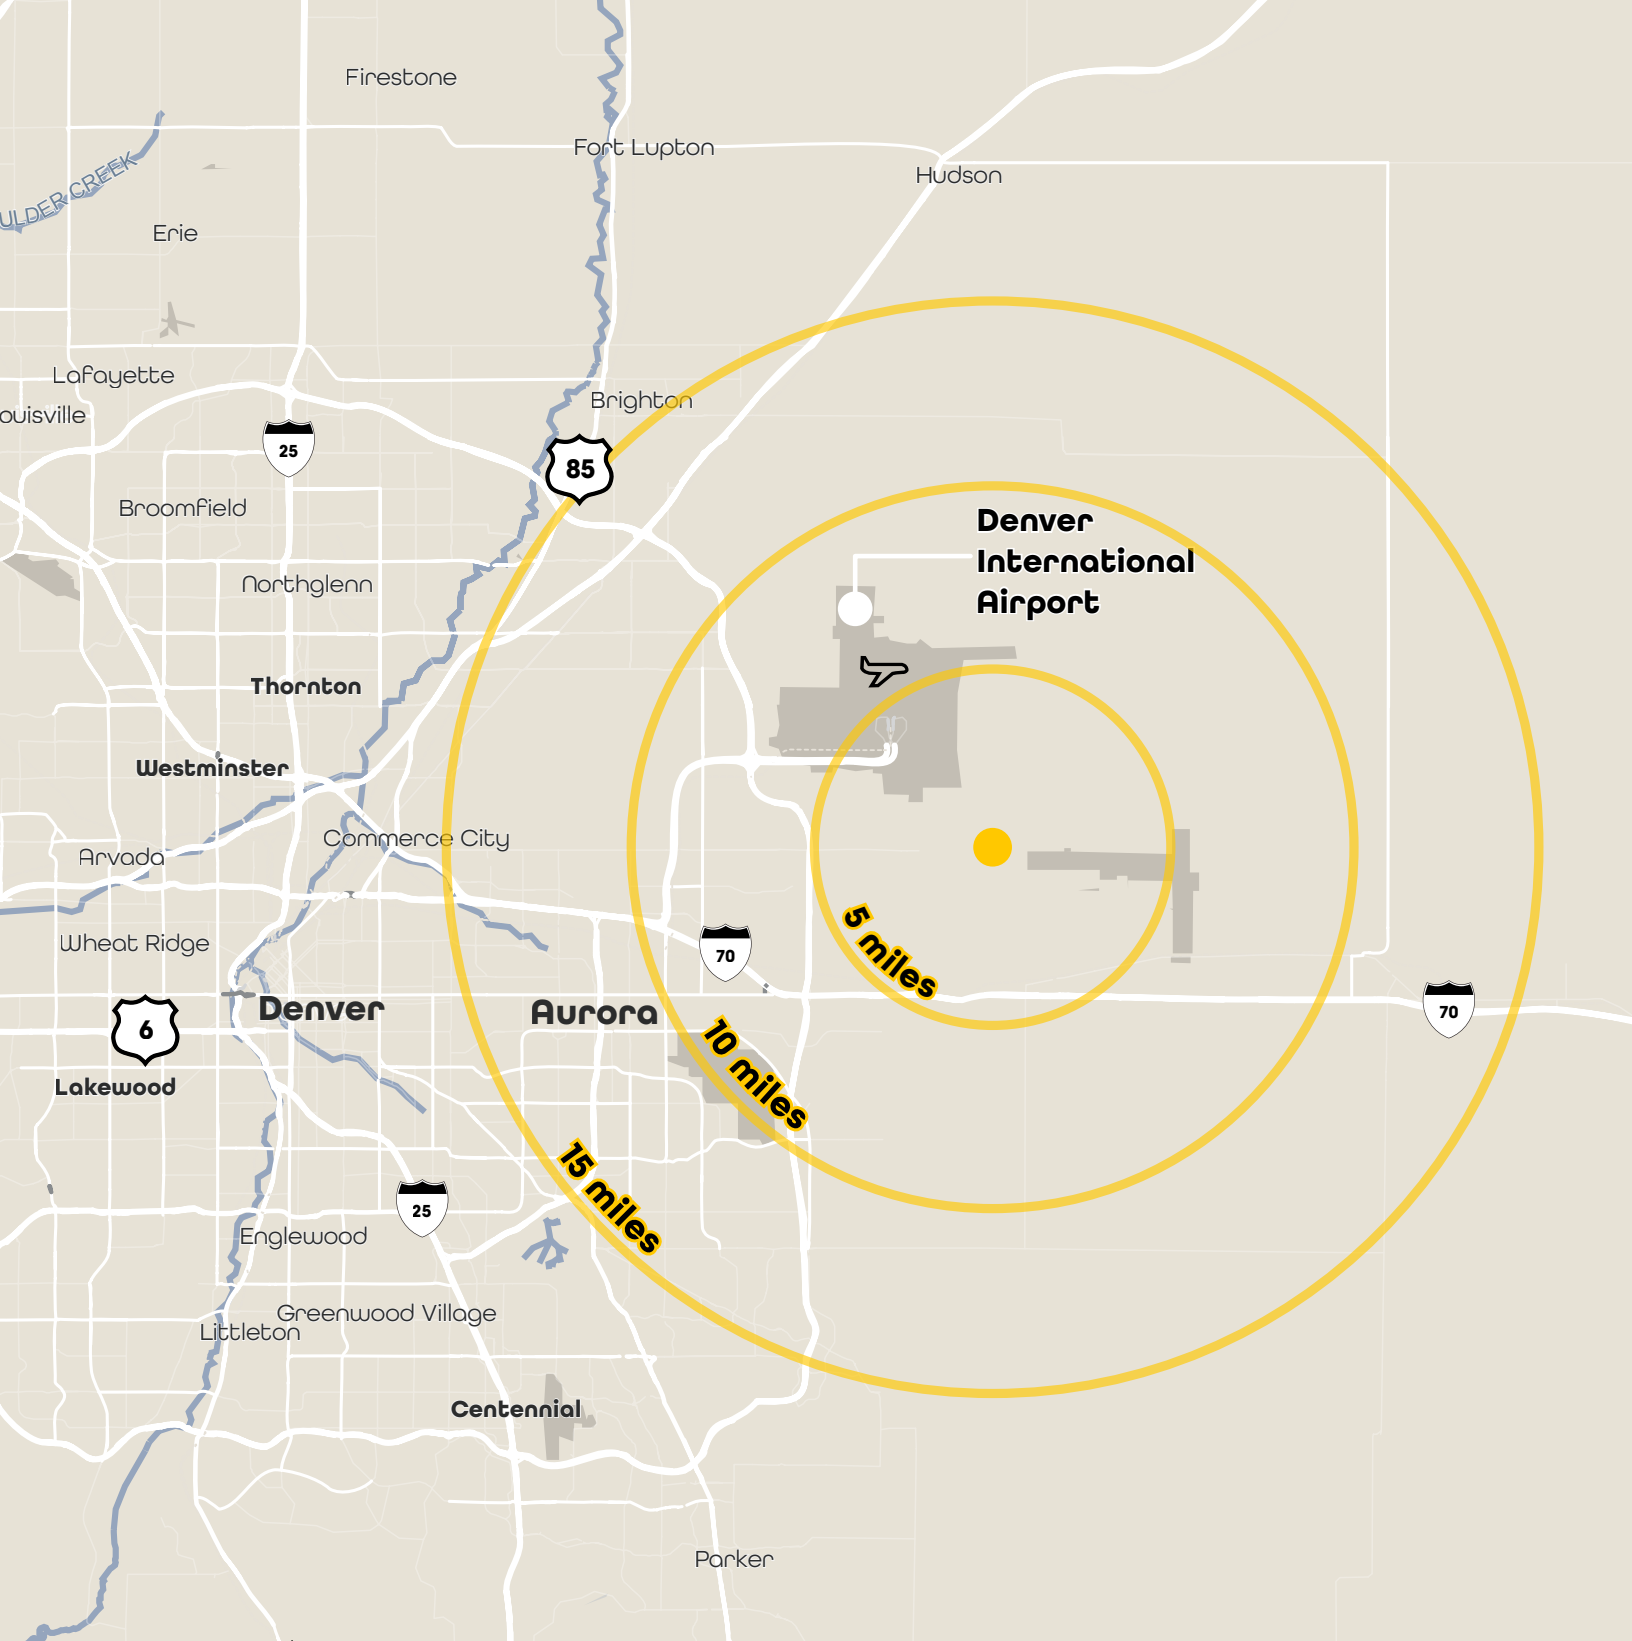 Firestone
Fort Lupton
ULDER CREEK
Hudson
Erie
Lafayette
Brighton
ouisville
25
85
Broomfield
Denver
International
Airport
Northglenn
Thornton
Westminster
Commerce City
Arvada
5 miles
Wheat Ridge
70
Denver
Aurora
70
6
10 miles
Lakewood
15 miles
25
Englewood
Greenwood Village
Littleton
Centennial
Parker